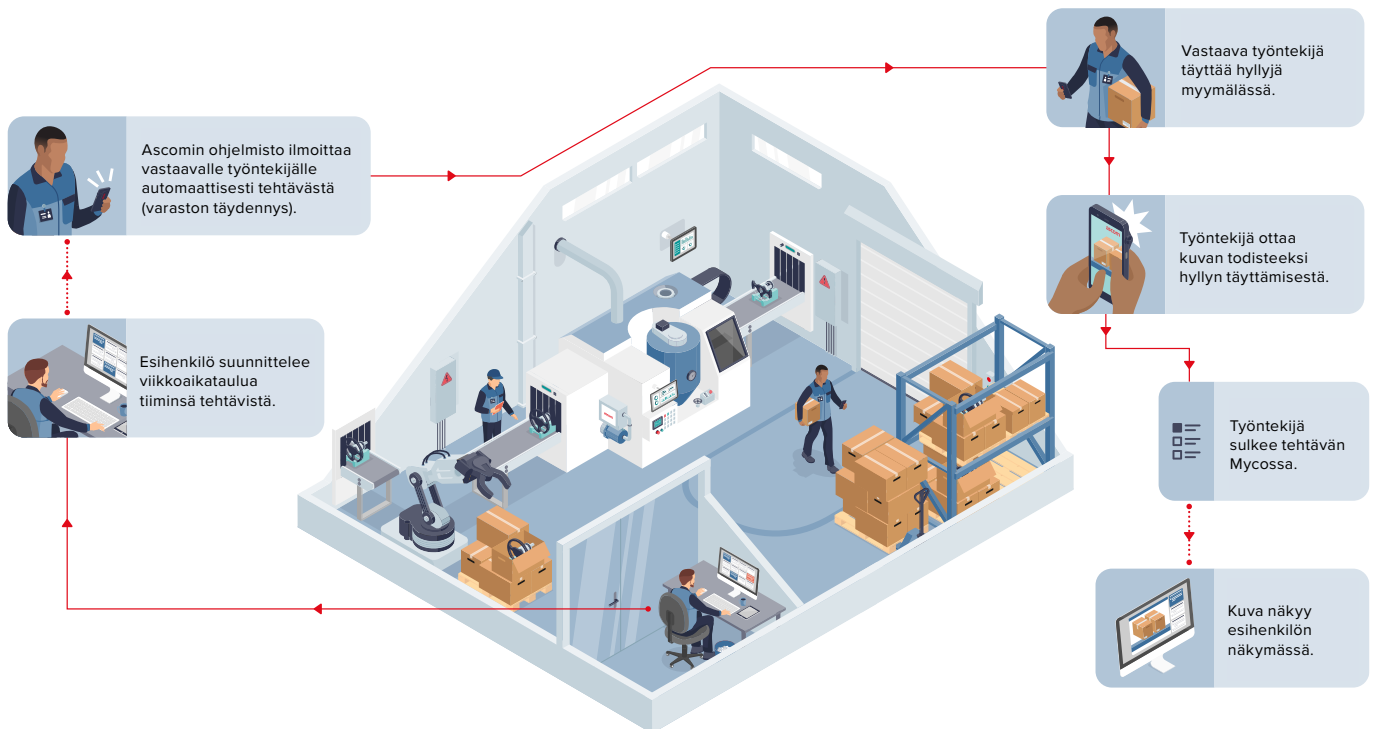 Esihenkilö suunnittelee
viikkoaikataulua
tiiminsä tehtävistä.
Ascomin ohjelmisto ilmoittaa
vastaavalle työntekijälle
automaattisesti tehtävästä
(varaston täydennys).
Vastaava työntekijä
täyttää hyllyjä
myymälässä.
Työntekijä ottaa
kuvan todisteeksi
hyllyn täyttämisestä.
Työntekijä
sulkee tehtävän
Mycossa.
Kuva näkyy
esihenkilön
näkymässä.